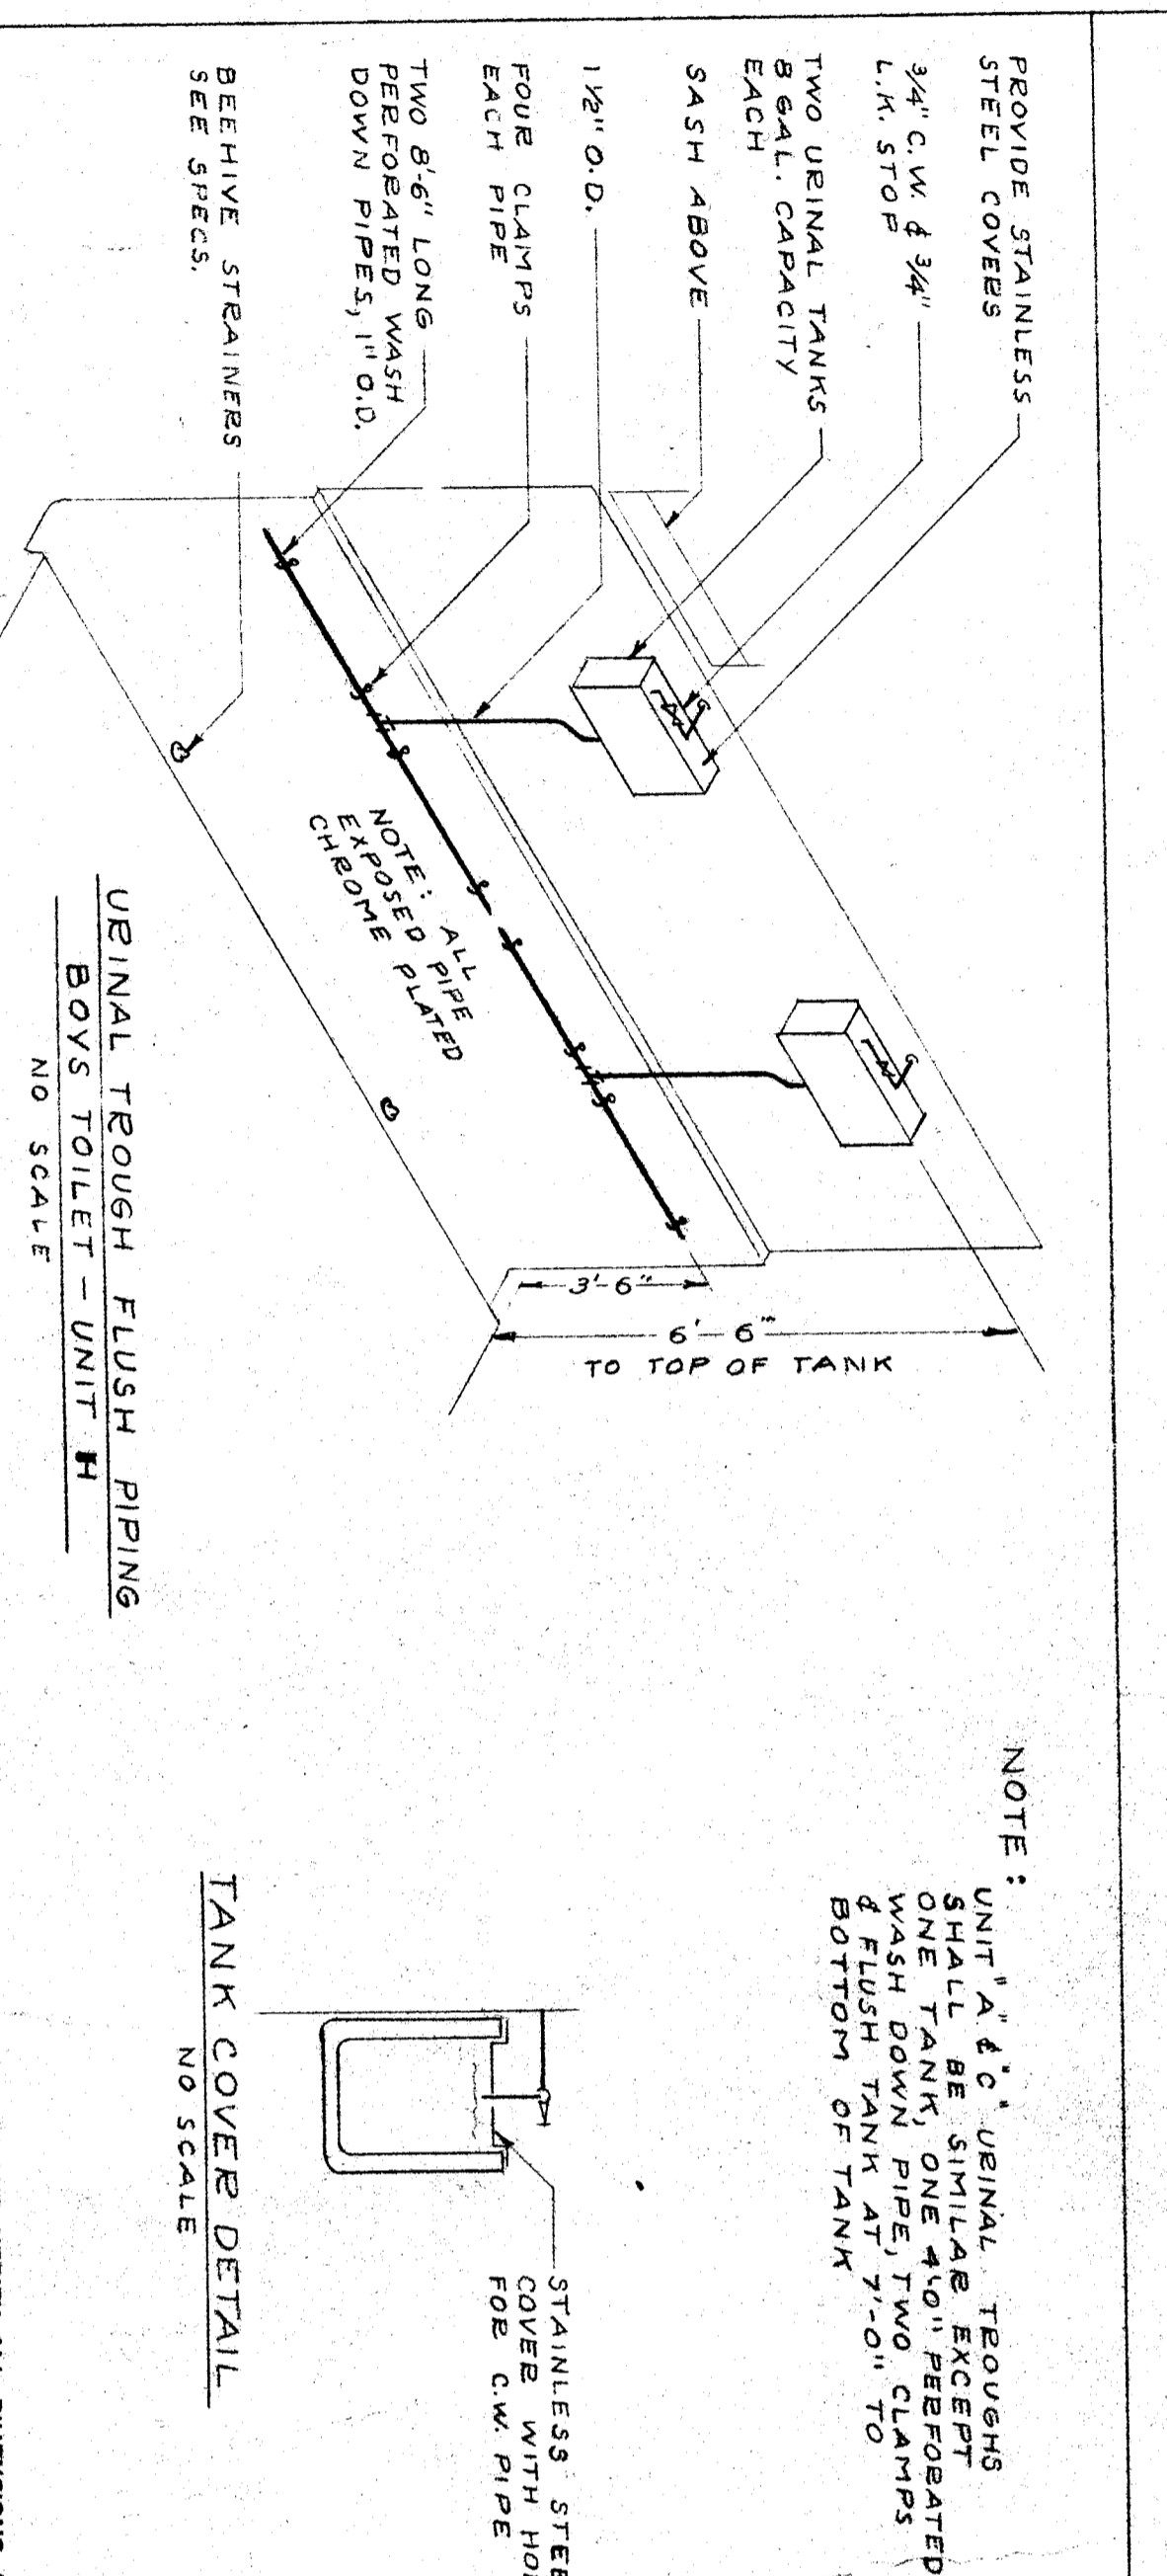 PROVIDE STAINLESS
STEEL COVERS
3/4" C.W. & 3/4"
L.K. STOP
TWO URINAL TANKS
8 GAL. CAPACITY
EACH
SASH ABOVE
1 1/2" O.D.
FOUR CLAMPS
EACH PIPE
TWO 8'-6" LONG
PERFORATED WASH
DOWN PIPES, 1" O.D.
BEEHIVE STRAINERS
SEE SPECS.
NOTE: ALL
EXPOSED PIPE
CHROME PLATED
3'-6"
6'-6"
TO TOP OF TANK
URINAL TROUGH FLUSH PIPING
BOYS TOILET - UNIT H
NO SCALE
NOTE:
UNIT "A" & "C" URINAL TROUGHS
SHALL BE SIMILAR EXCEPT
ONE TANK, ONE 4'0" PERFORATED
WASH DOWN PIPE, TWO CLAMPS
& FLUSH TANK AT 7'-0" TO
BOTTOM OF TANK
STAINLESS STEE
COVER WITH HO
FOR C.W. PIPE
TANK COVER DETAIL
NO SCALE